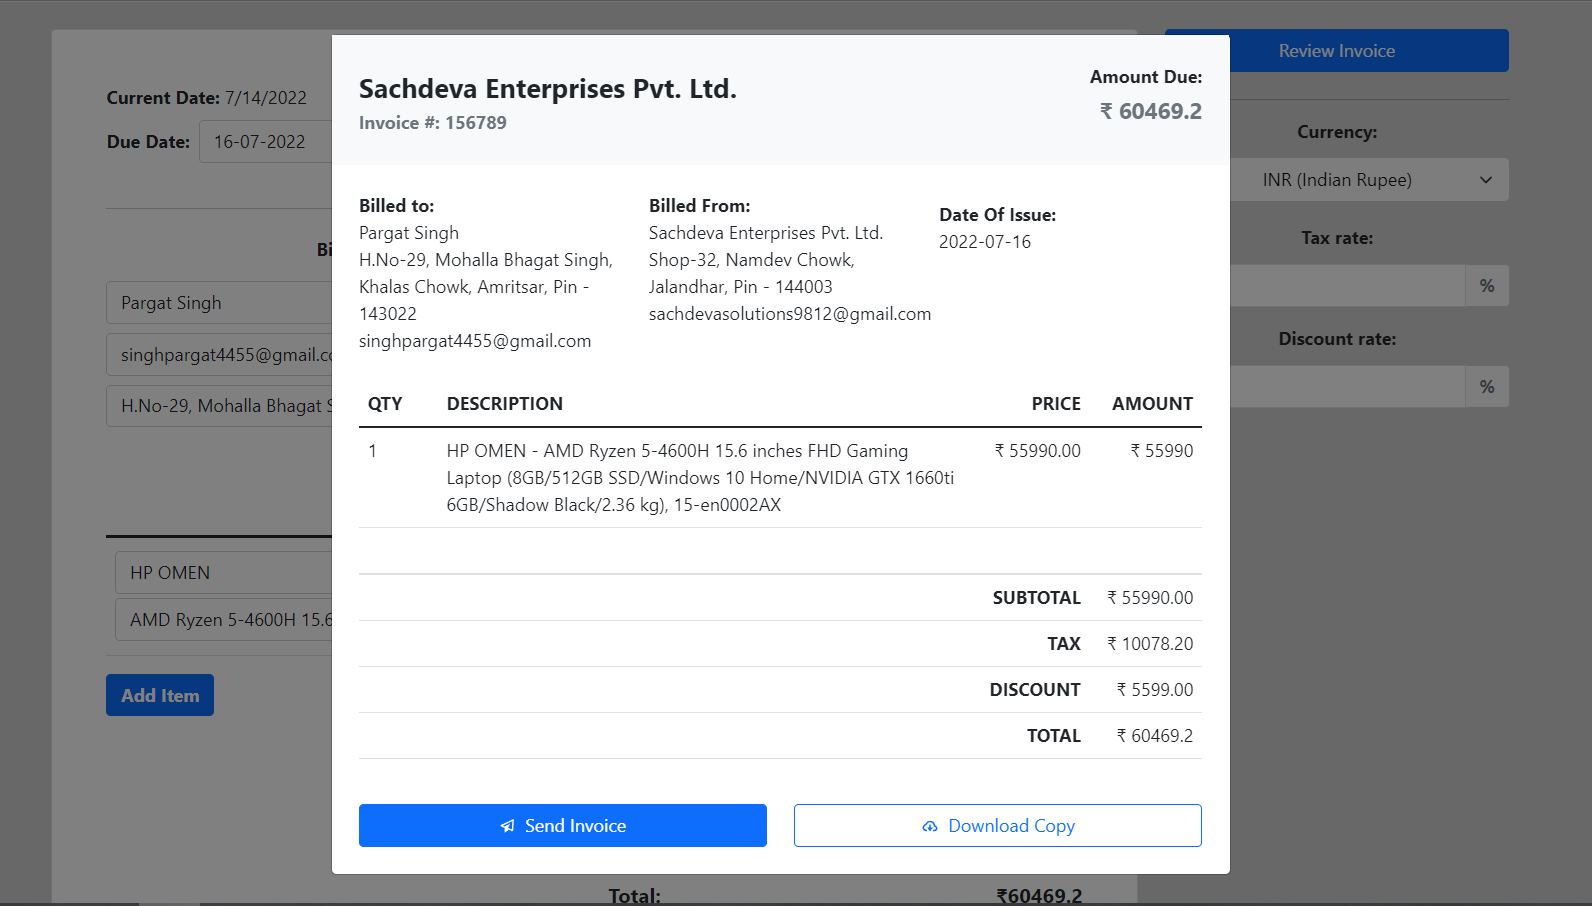 Review Invoice
Current Date: 7/14/2022
Due Date: 16-07-2022
Pargat Singh
singhpargat4455@gmail
H.No-29, Mohalla Bhagat
HP OMEN
AMD Ryzen 5-4600H 15.6
Add Item
Sachdeva Enterprises Pvt. Ltd.
Invoice #: 156789
Amount Due:
₹ 60469.2
Billed to:
Pargat Singh
H.No-29, Mohalla Bhagat Singh,
Khalas Chowk, Amritsar, Pin -
143022
singhpargat4455@gmail.com
Billed From:
Sachdeva Enterprises Pvt. Ltd.
Shop-32, Namdev Chowk,
Jalandhar, Pin - 144003
sachdevasolutions9812@gmail.com
Date Of Issue:
2022-07-16
QTY DESCRIPTION PRICE AMOUNT
1 HP OMEN - AMD Ryzen 5-4600H 15.6 inches FHD Gaming ₹ 55990.00 ₹ 55990
Laptop (8GB/512GB SSD/Windows 10 Home/NVIDIA GTX 1660ti
6GB/Shadow Black/2.36 kg), 15-en0002AX
SUBTOTAL ₹ 55990.00
TAX ₹ 10078.20
DISCOUNT ₹ 5599.00
TOTAL ₹ 60469.2
Send Invoice
Download Copy
Currency:
INR (Indian Rupee)
Tax rate:
%
Discount rate:
%
Total: ₹60469.2